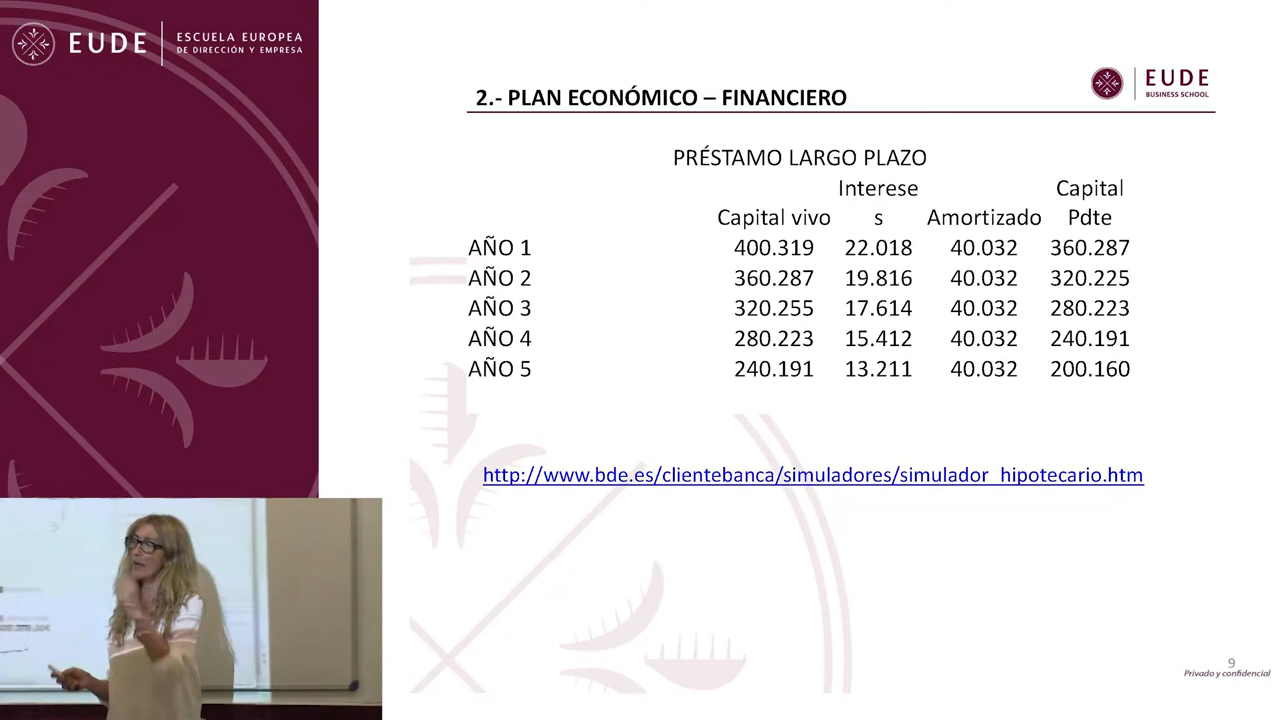 EUDE
ESCUELA EUROPEA
DE DIRECCIÓN Y EMPRESA
EUDE
BUSINESS SCHOOL
2.- PLAN ECONÓMICO – FINANCIERO
PRÉSTAMO LARGO PLAZO
Capital vivo Interese s Amortizado Capital Pdte
AÑO 1 400.319 22.018 40.032 360.287
AÑO 2 360.287 19.816 40.032 320.225
AÑO 3 320.255 17.614 40.032 280.223
AÑO 4 280.223 15.412 40.032 240.191
AÑO 5 240.191 13.211 40.032 200.160
http://www.bde.es/clientebanca/simuladores/simulador_hipotecario.htm
9
Privado y confidencial